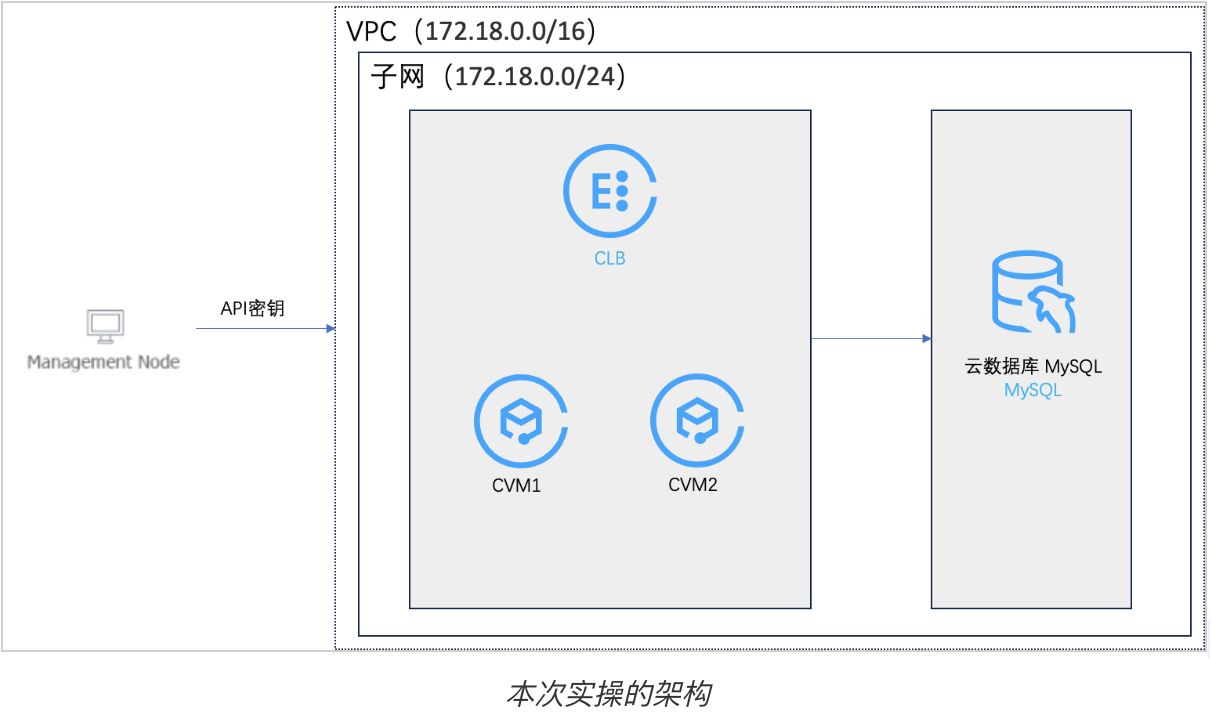 VPC（172.18.0.0/16）
子网（172.18.0.0/24）
CLB
API密钥
Management Node
云数据库 MySQL
MySQL
CVM1
CVM2
本次实操的架构